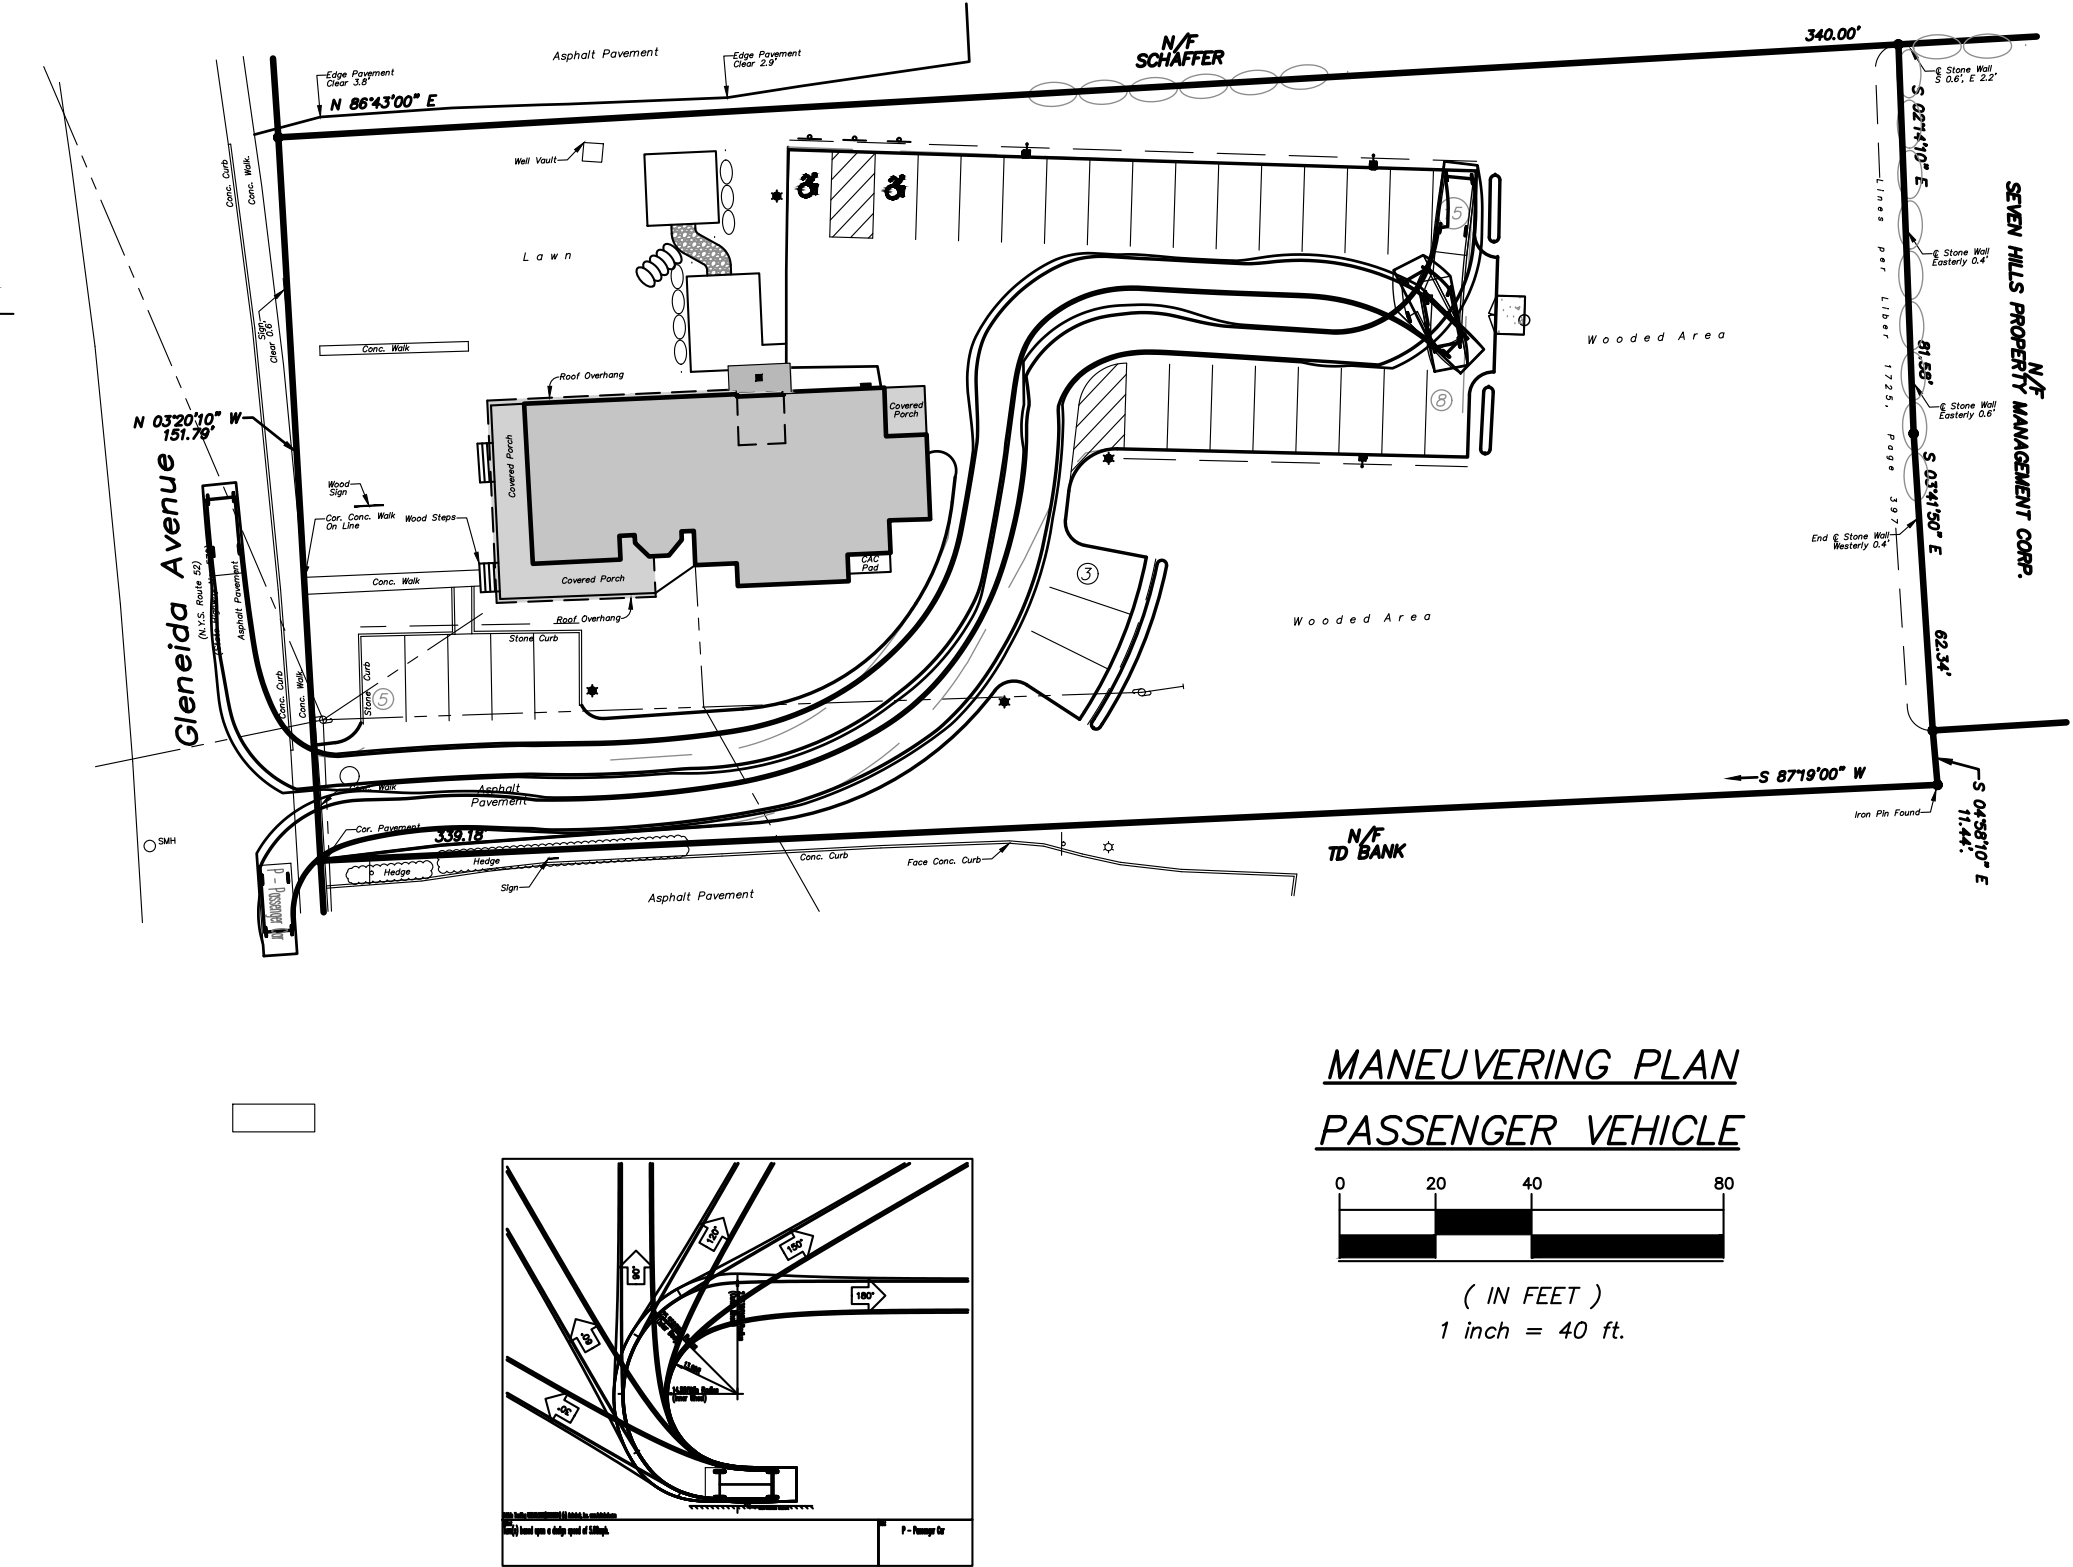 Asphalt Pavement
Edge Pavement
Clear 2.9'
N/F
SCHAFFER
340.00'
Edge Pavement
Clear 3.8'
N 86°43'00" E
℄ Stone Wall
S 0.6', E 2.2'
S 02°14'10" E
Conc. Curb
Conc. Walk.
Well Vault
Lawn
5
Lines per Liber 1725, Page 397
℄ Stone Wall
Easterly 0.4'
N/F
SEVEN HILLS PROPERTY MANAGEMENT CORP.
Sign,
Clear 0.6'
Conc. Walk
Roof Overhang
Wooded Area
81.58'
℄ Stone Wall
Easterly 0.6'
8
Covered
Porch
N 03°20'10" W
151.79'
Covered Porch
S 03°41'50" E
Wood
Sign
Cor. Conc. Walk
On Line
Wood Steps
End ℄ Stone Wall
Westerly 0.4'
Gleneida Avenue
(N.Y.S. Route 52)
Asphalt Pavement
CAC
Pad
3
Conc. Walk
Covered Porch
Roof Overhang
Wooded Area
Stone Curb
62.34'
Stone Curb
5
Conc. Curb
Conc. Walk
S 87°19'00" W
S 04°58'10" E
11.44'.
Conc. Walk
Asphalt
Pavement
Iron Pin Found
Cor. Pavement
339.18'
SMH
N/F
TD BANK
Hedge
Hedge
Conc. Curb
Face Conc. Curb
Sign
Asphalt Pavement
P - Passenger Car
MANEUVERING PLAN
PASSENGER VEHICLE
0 20 40 80
( IN FEET )
1 inch = 40 ft.
120°
150°
90°
180°
60°
30°
P - Passenger Car